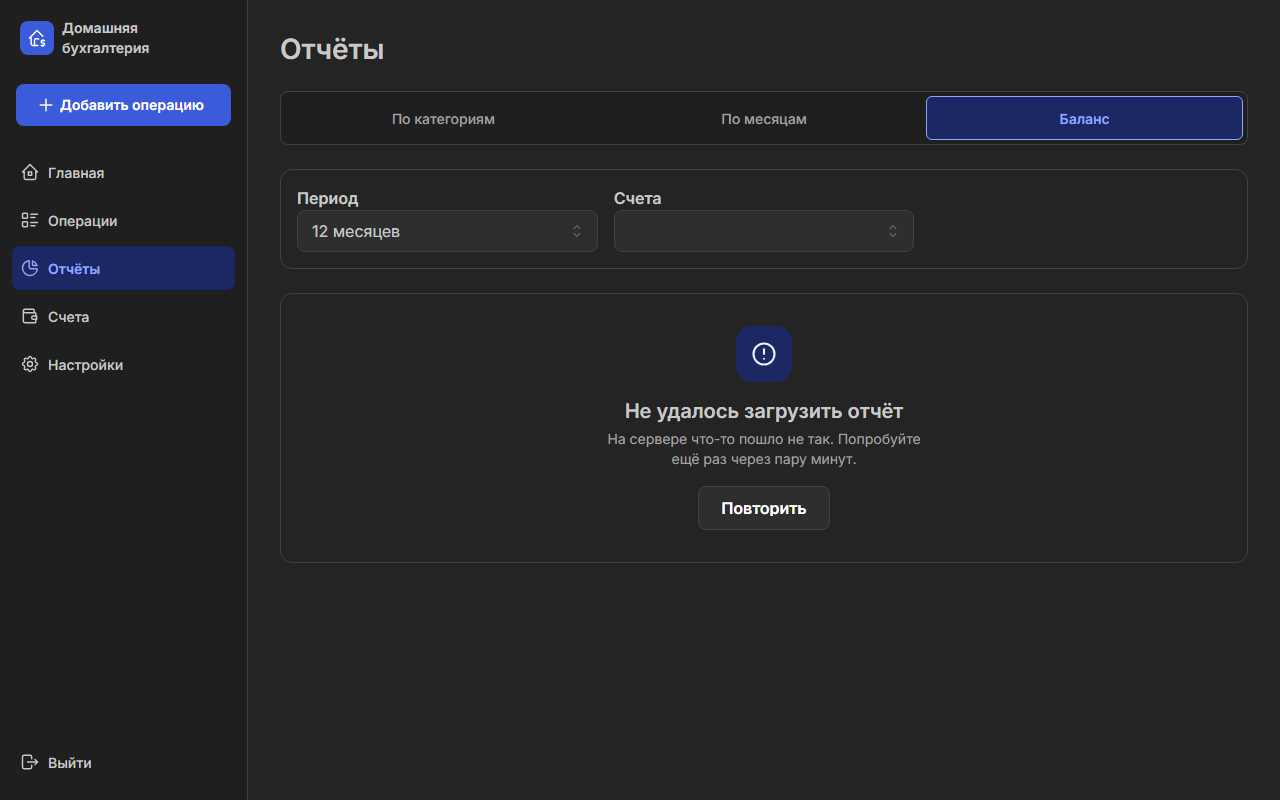 Домашняя
бухгалтерия
Добавить операцию
Главная
Операции
Отчёты
Счета
Настройки
Выйти
Отчёты
По категориям
По месяцам
Баланс
Период
Счета
12 месяцев
Не удалось загрузить отчёт
На сервере что-то пошло не так. Попробуйте
ещё раз через пару минут.
Повторить